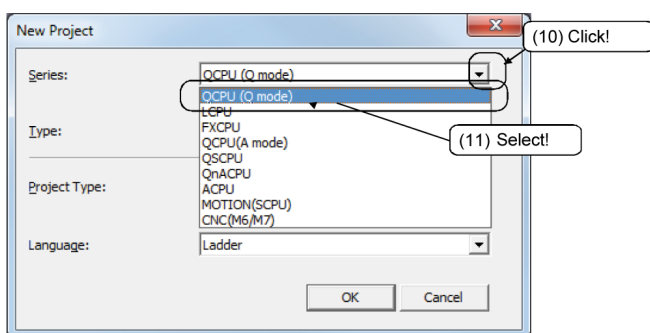 New Project
(10) Click!
Series:
QCPU (Q mode)
QCPU (Q mode)
LCPU
FXCPU
QCPU(A mode)
QSCPU
QnACPU
ACPU
MOTION(SCPU)
CNC(M6/M7)
(11) Select!
Type:
Project Type:
Language:
Ladder
OK
Cancel